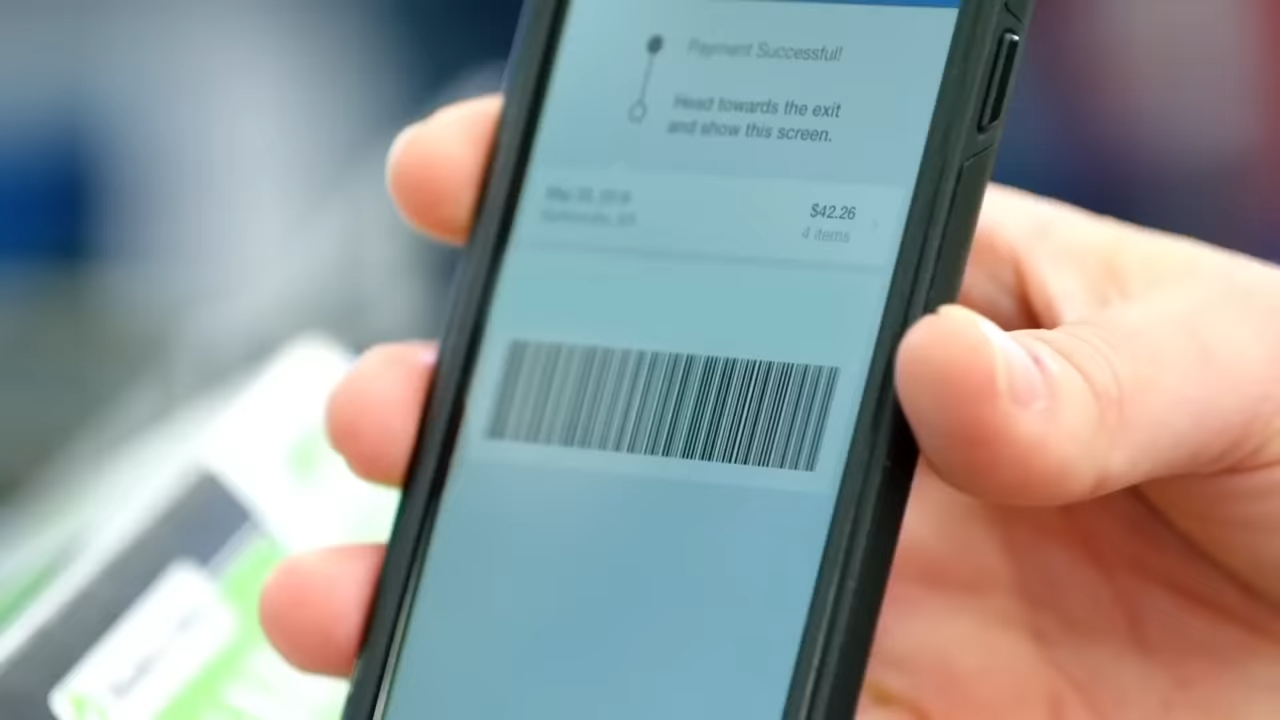 Payment Successful!
Head towards the exit
and show this screen.
$42.26
4 items